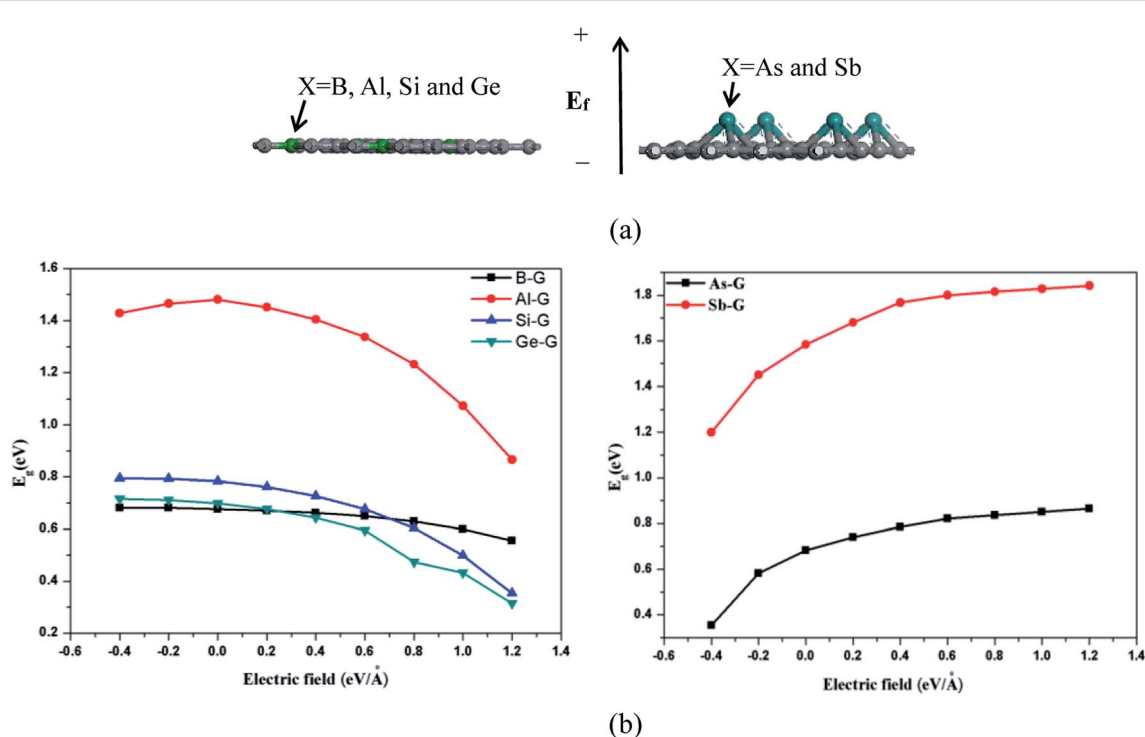 +
X=B, Al, Si and Ge
X=As and Sb
E_f
−
(a)
1.6
1.4
1.2
1.0
0.8
0.6
0.4
0.2
E_g(eV)
B-G
Al-G
Si-G
Ge-G
-0.6 -0.4 -0.2 0.0 0.2 0.4 0.6 0.8 1.0 1.2 1.4
Electric field (eV/Å)
1.8
1.6
1.4
1.2
1.0
0.8
0.6
0.4
E_g(eV)
As-G
Sb-G
-0.6 -0.4 -0.2 0.0 0.2 0.4 0.6 0.8 1.0 1.2 1.4
Electric field (eV/Å)
(b)